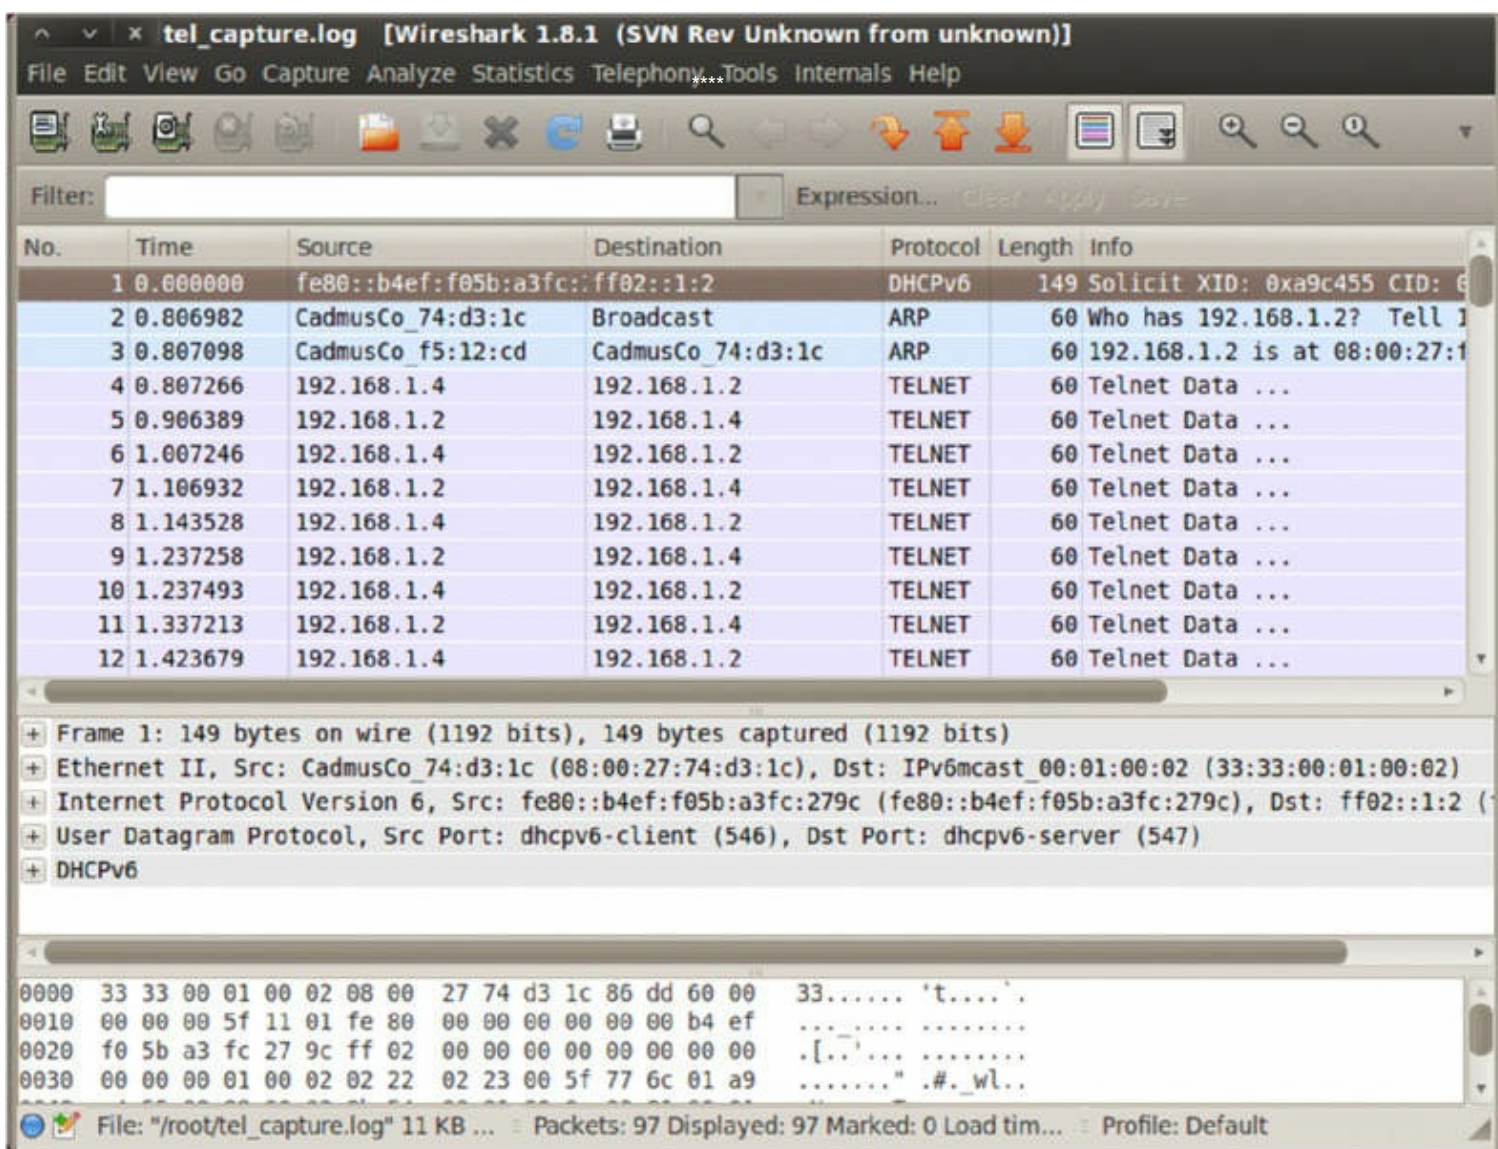 tel_capture.log [Wireshark 1.8.1 (SVN Rev Unknown from unknown)]
File Edit View Go Capture Analyze Statistics Telephony **** Tools Internals Help
Filter: Expression... Clear Apply Save
No. Time Source Destination Protocol Length Info
1 0.000000 fe80::b4ef:f05b:a3fc: ff02::1:2 DHCPv6 149 Solicit XID: 0xa9c455 CID:
2 0.806982 CadmusCo_74:d3:1c Broadcast ARP 60 Who has 192.168.1.2? Tell 1
3 0.807098 CadmusCo_f5:12:cd CadmusCo_74:d3:1c ARP 60 192.168.1.2 is at 08:00:27:f
4 0.807266 192.168.1.4 192.168.1.2 TELNET 60 Telnet Data ...
5 0.906389 192.168.1.2 192.168.1.4 TELNET 60 Telnet Data ...
6 1.007246 192.168.1.4 192.168.1.2 TELNET 60 Telnet Data ...
7 1.106932 192.168.1.2 192.168.1.4 TELNET 60 Telnet Data ...
8 1.143528 192.168.1.4 192.168.1.2 TELNET 60 Telnet Data ...
9 1.237258 192.168.1.2 192.168.1.4 TELNET 60 Telnet Data ...
10 1.237493 192.168.1.4 192.168.1.2 TELNET 60 Telnet Data ...
11 1.337213 192.168.1.2 192.168.1.4 TELNET 60 Telnet Data ...
12 1.423679 192.168.1.4 192.168.1.2 TELNET 60 Telnet Data ...
+ Frame 1: 149 bytes on wire (1192 bits), 149 bytes captured (1192 bits)
+ Ethernet II, Src: CadmusCo_74:d3:1c (08:00:27:74:d3:1c), Dst: IPv6mcast_00:01:00:02 (33:33:00:01:00:02)
+ Internet Protocol Version 6, Src: fe80::b4ef:f05b:a3fc:279c (fe80::b4ef:f05b:a3fc:279c), Dst: ff02::1:2 (
+ User Datagram Protocol, Src Port: dhcpv6-client (546), Dst Port: dhcpv6-server (547)
+ DHCPv6
0000 33 33 00 01 00 02 08 00 27 74 d3 1c 86 dd 60 00 33...... 't....`.
0010 00 00 00 5f 11 01 fe 80 00 00 00 00 00 00 b4 ef ..._.... ........
0020 f0 5b a3 fc 27 9c ff 02 00 00 00 00 00 00 00 00 .[..'... ........
0030 00 00 00 01 00 02 02 22 02 23 00 5f 77 6c 01 a9 ......." .#._wl..
File: "/root/tel_capture.log" 11 KB ... Packets: 97 Displayed: 97 Marked: 0 Load tim... Profile: Default